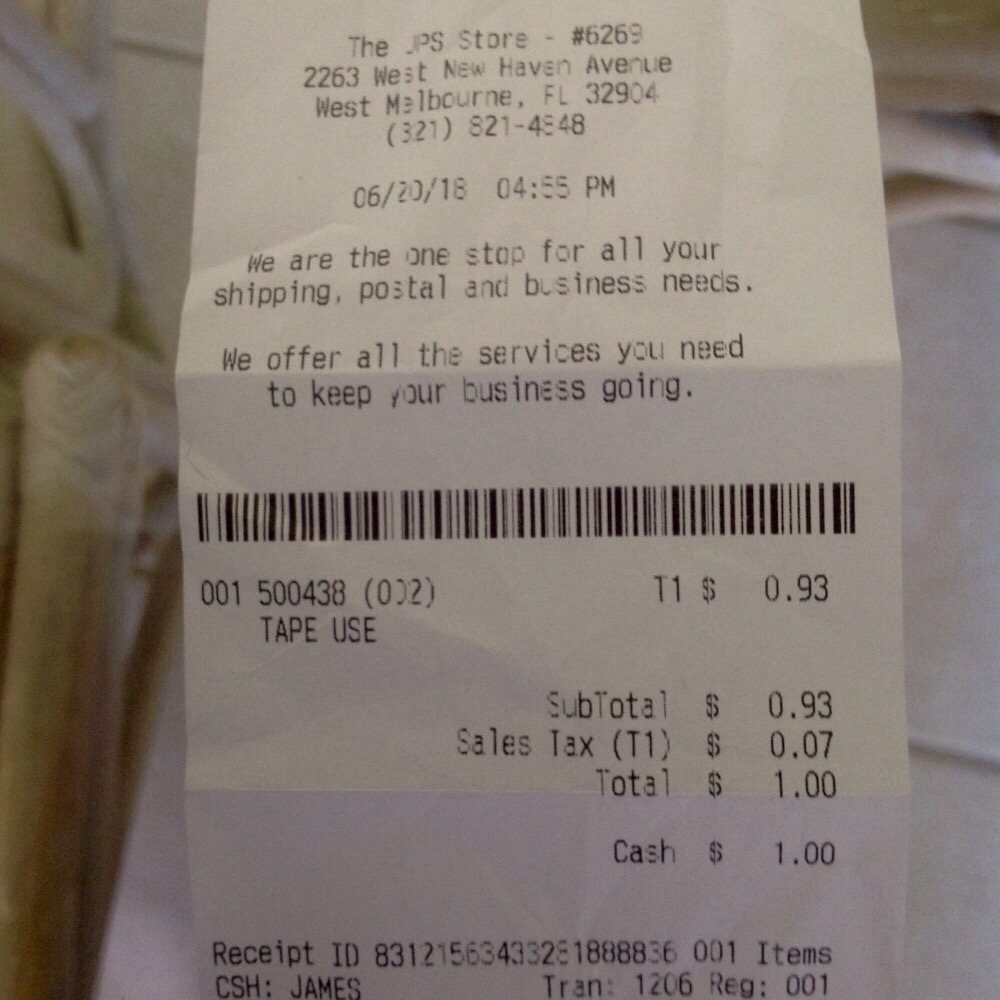 The UPS Store - #6269
2263 West New Haven Avenue
West Melbourne, FL 32904
(321) 821-4848
06/20/18 04:55 PM
We are the one stop for all your
shipping, postal and business needs.
We offer all the services you need
to keep your business going.
001 500438 (002) T1 $ 0.93
TAPE USE
SubTotal $ 0.93
Sales Tax (T1) $ 0.07
Total $ 1.00
Cash $ 1.00
Receipt ID 001 Items
CSH: JAMES Tran: 1206 Reg: 001